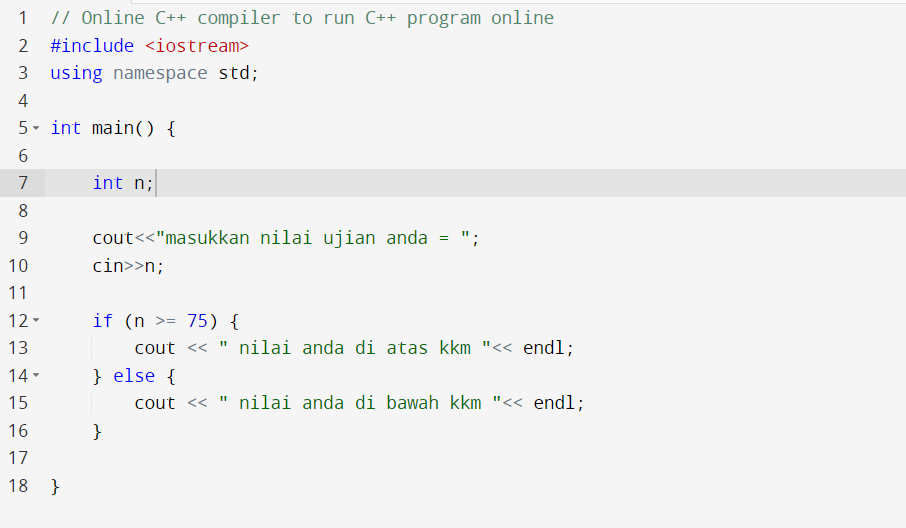 1 // Online C++ compiler to run C++ program online
2 #include <iostream>
3 using namespace std;
4
5 int main() {
6
7     int n;
8
9     cout<<"masukkan nilai ujian anda = ";
10     cin>>n;
11
12     if (n >= 75) {
13         cout << " nilai anda di atas kkm "<< endl;
14     } else {
15         cout << " nilai anda di bawah kkm "<< endl;
16     }
17
18 }